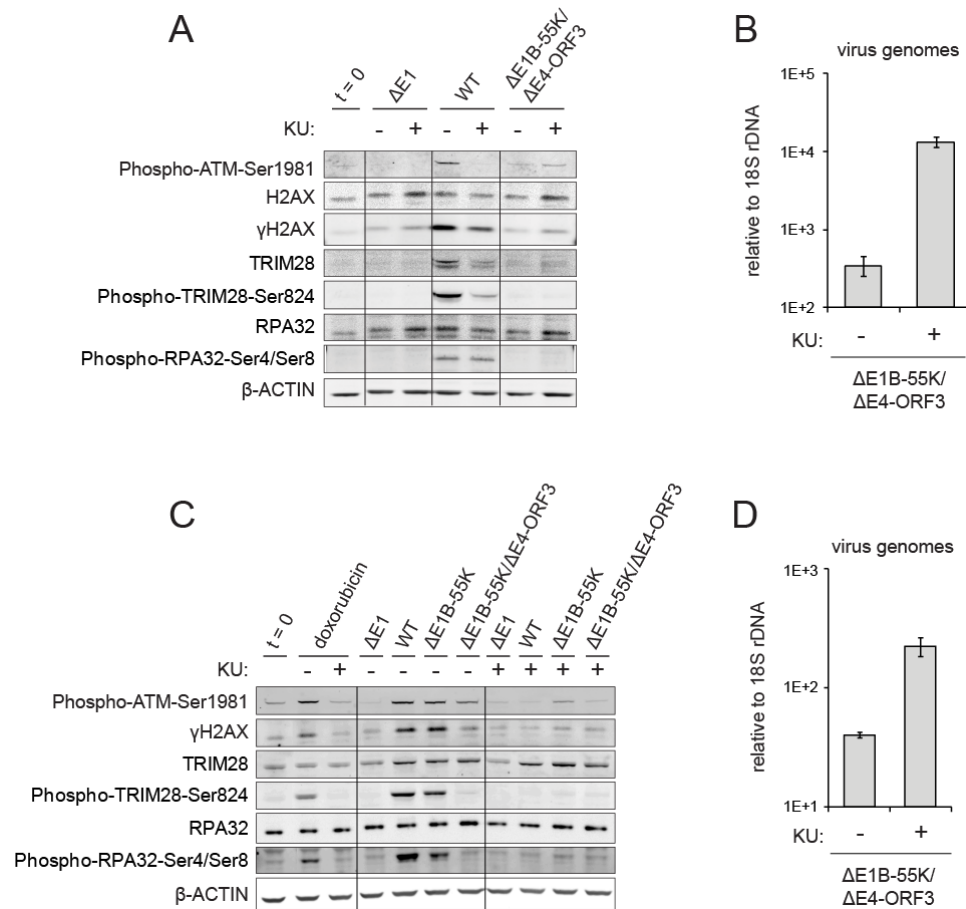 A
t = 0
ΔE1
WT
ΔE1B-55K/
ΔE4-ORF3
KU: - + - + - +
Phospho-ATM-Ser1981
H2AX
γH2AX
TRIM28
Phospho-TRIM28-Ser824
RPA32
Phospho-RPA32-Ser4/Ser8
β-ACTIN
B
virus genomes
relative to 18S rDNA
1E+5
1E+4
1E+3
1E+2
KU: - +
ΔE1B-55K/
ΔE4-ORF3
C
t = 0
doxorubicin
ΔE1
WT
ΔE1B-55K
ΔE1B-55K/ΔE4-ORF3
ΔE1
WT
ΔE1B-55K
ΔE1B-55K/ΔE4-ORF3
KU: - + - - - - + + + +
Phospho-ATM-Ser1981
γH2AX
TRIM28
Phospho-TRIM28-Ser824
RPA32
Phospho-RPA32-Ser4/Ser8
β-ACTIN
D
virus genomes
relative to 18S rDNA
1E+3
1E+2
1E+1
KU: - +
ΔE1B-55K/
ΔE4-ORF3